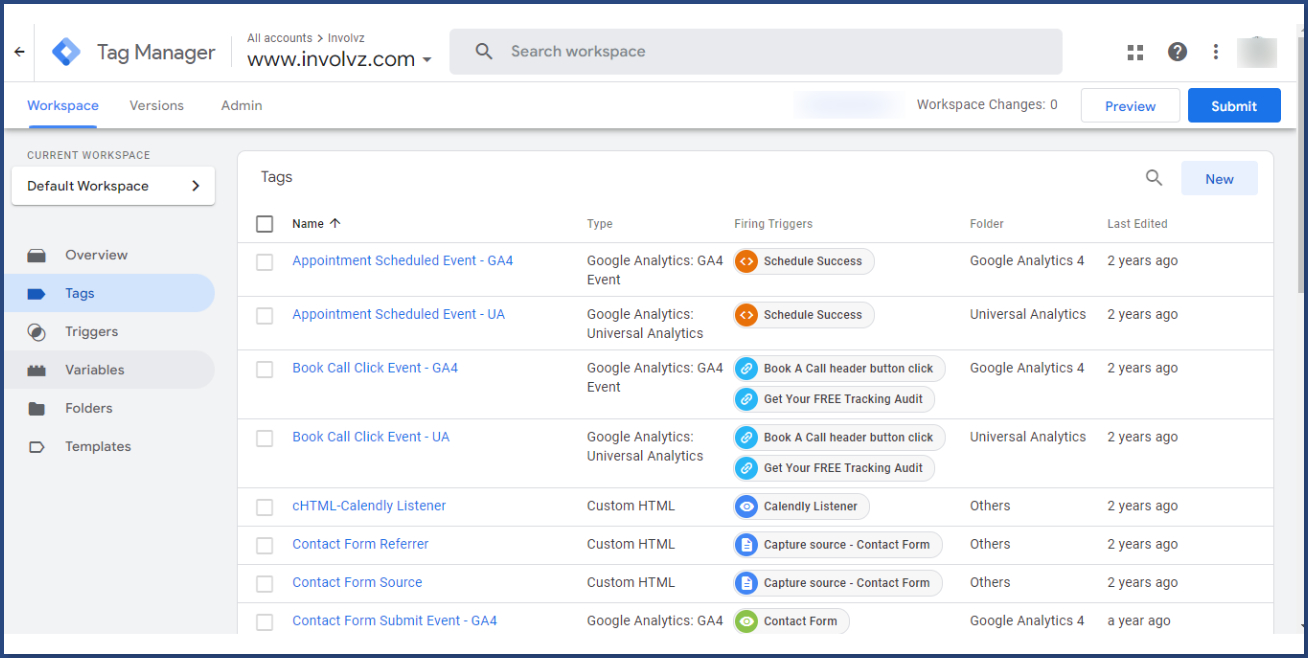 All accounts > Involvz
Tag Manager
www.involvz.com
Search workspace
Workspace
Versions
Admin
Workspace Changes: 0
Preview
Submit
CURRENT WORKSPACE
Default Workspace
Overview
Tags
Triggers
Variables
Folders
Templates
Tags
New
Name ↑ Type Firing Triggers Folder Last Edited
Appointment Scheduled Event - GA4 Google Analytics: GA4 Schedule Success Google Analytics 4 2 years ago
Event
Appointment Scheduled Event - UA Google Analytics: Schedule Success Universal Analytics 2 years ago
Universal Analytics
Book Call Click Event - GA4 Google Analytics: GA4 Book A Call header button click Google Analytics 4 2 years ago
Event Get Your FREE Tracking Audit
Book Call Click Event - UA Google Analytics: Book A Call header button click Universal Analytics 2 years ago
Universal Analytics Get Your FREE Tracking Audit
cHTML-Calendly Listener Custom HTML Calendly Listener Others 2 years ago
Contact Form Referrer Custom HTML Capture source - Contact Form Others 2 years ago
Contact Form Source Custom HTML Capture source - Contact Form Others 2 years ago
Contact Form Submit Event - GA4 Google Analytics: GA4 Contact Form Google Analytics 4 a year ago